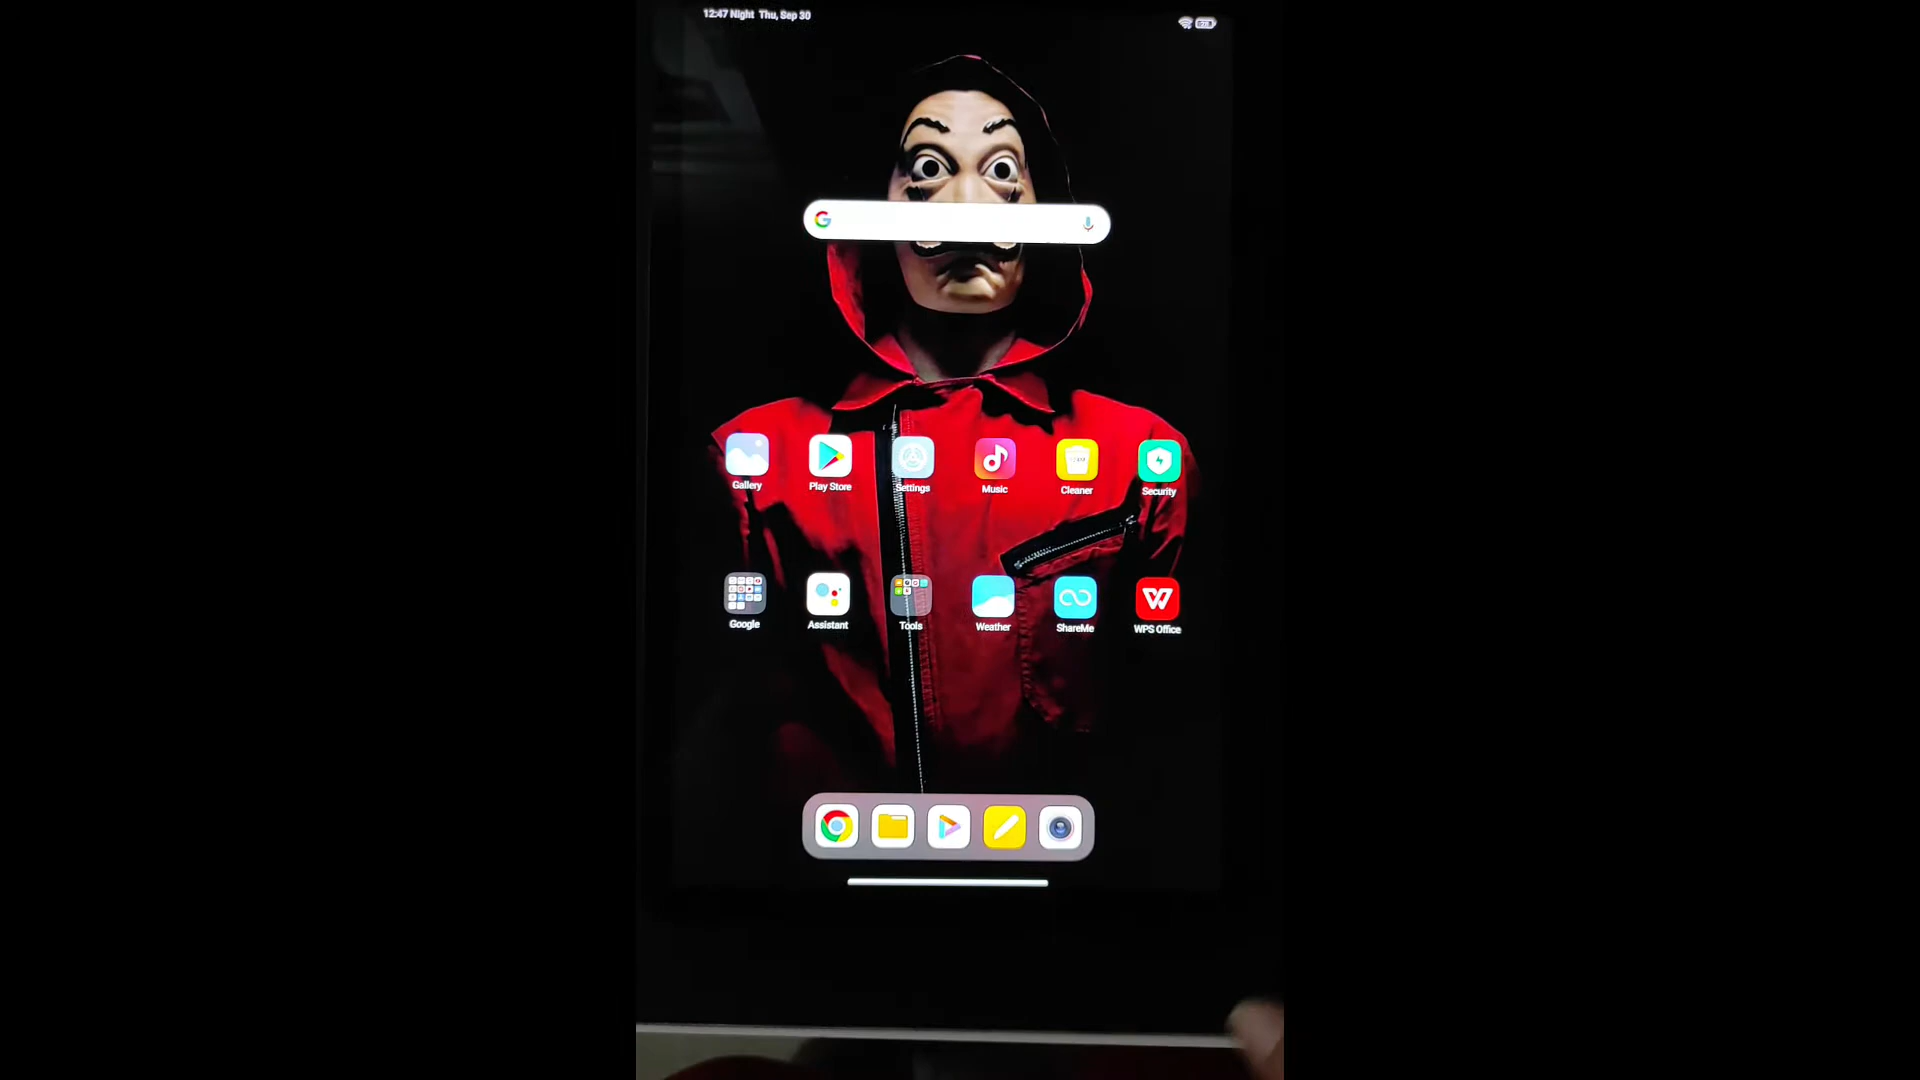 12:47 Night Thu, Sep 30
Gallery Play Store Settings Music Cleaner Security
Google Assistant Tools Weather ShareMe WPS Office